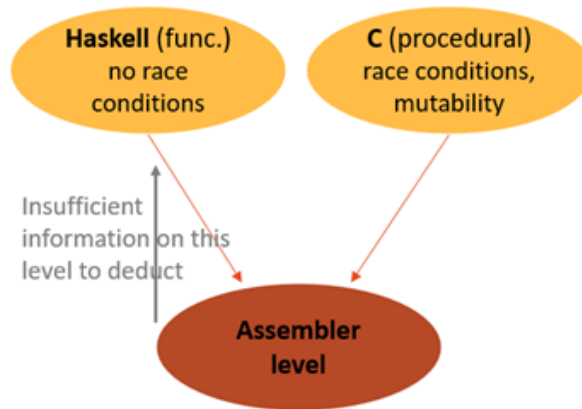 Haskell (func.)
no race
conditions
C (procedural)
race conditions,
mutability
Insufficient
information on this
level to deduct
Assembler
level